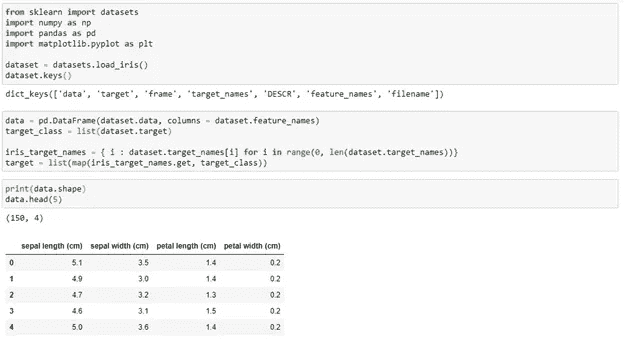 from sklearn import datasets
import numpy as np
import pandas as pd
import matplotlib.pyplot as plt
dataset = datasets.load_iris()
dataset.keys()
dict_keys(['data', 'target', 'frame', 'target_names', 'DESCR', 'feature_names', 'filename'])
data = pd.DataFrame(dataset.data, columns = dataset.feature_names)
target_class = list(dataset.target)
iris_target_names = { i : dataset.target_names[i] for i in range(0, len(dataset.target_names))}
target = list(map(iris_target_names.get, target_class))
print(data.shape)
data.head(5)
(150, 4)
sepal length (cm) sepal width (cm) petal length (cm) petal width (cm)
0 5.1 3.5 1.4 0.2
1 4.9 3.0 1.4 0.2
2 4.7 3.2 1.3 0.2
3 4.6 3.1 1.5 0.2
4 5.0 3.6 1.4 0.2